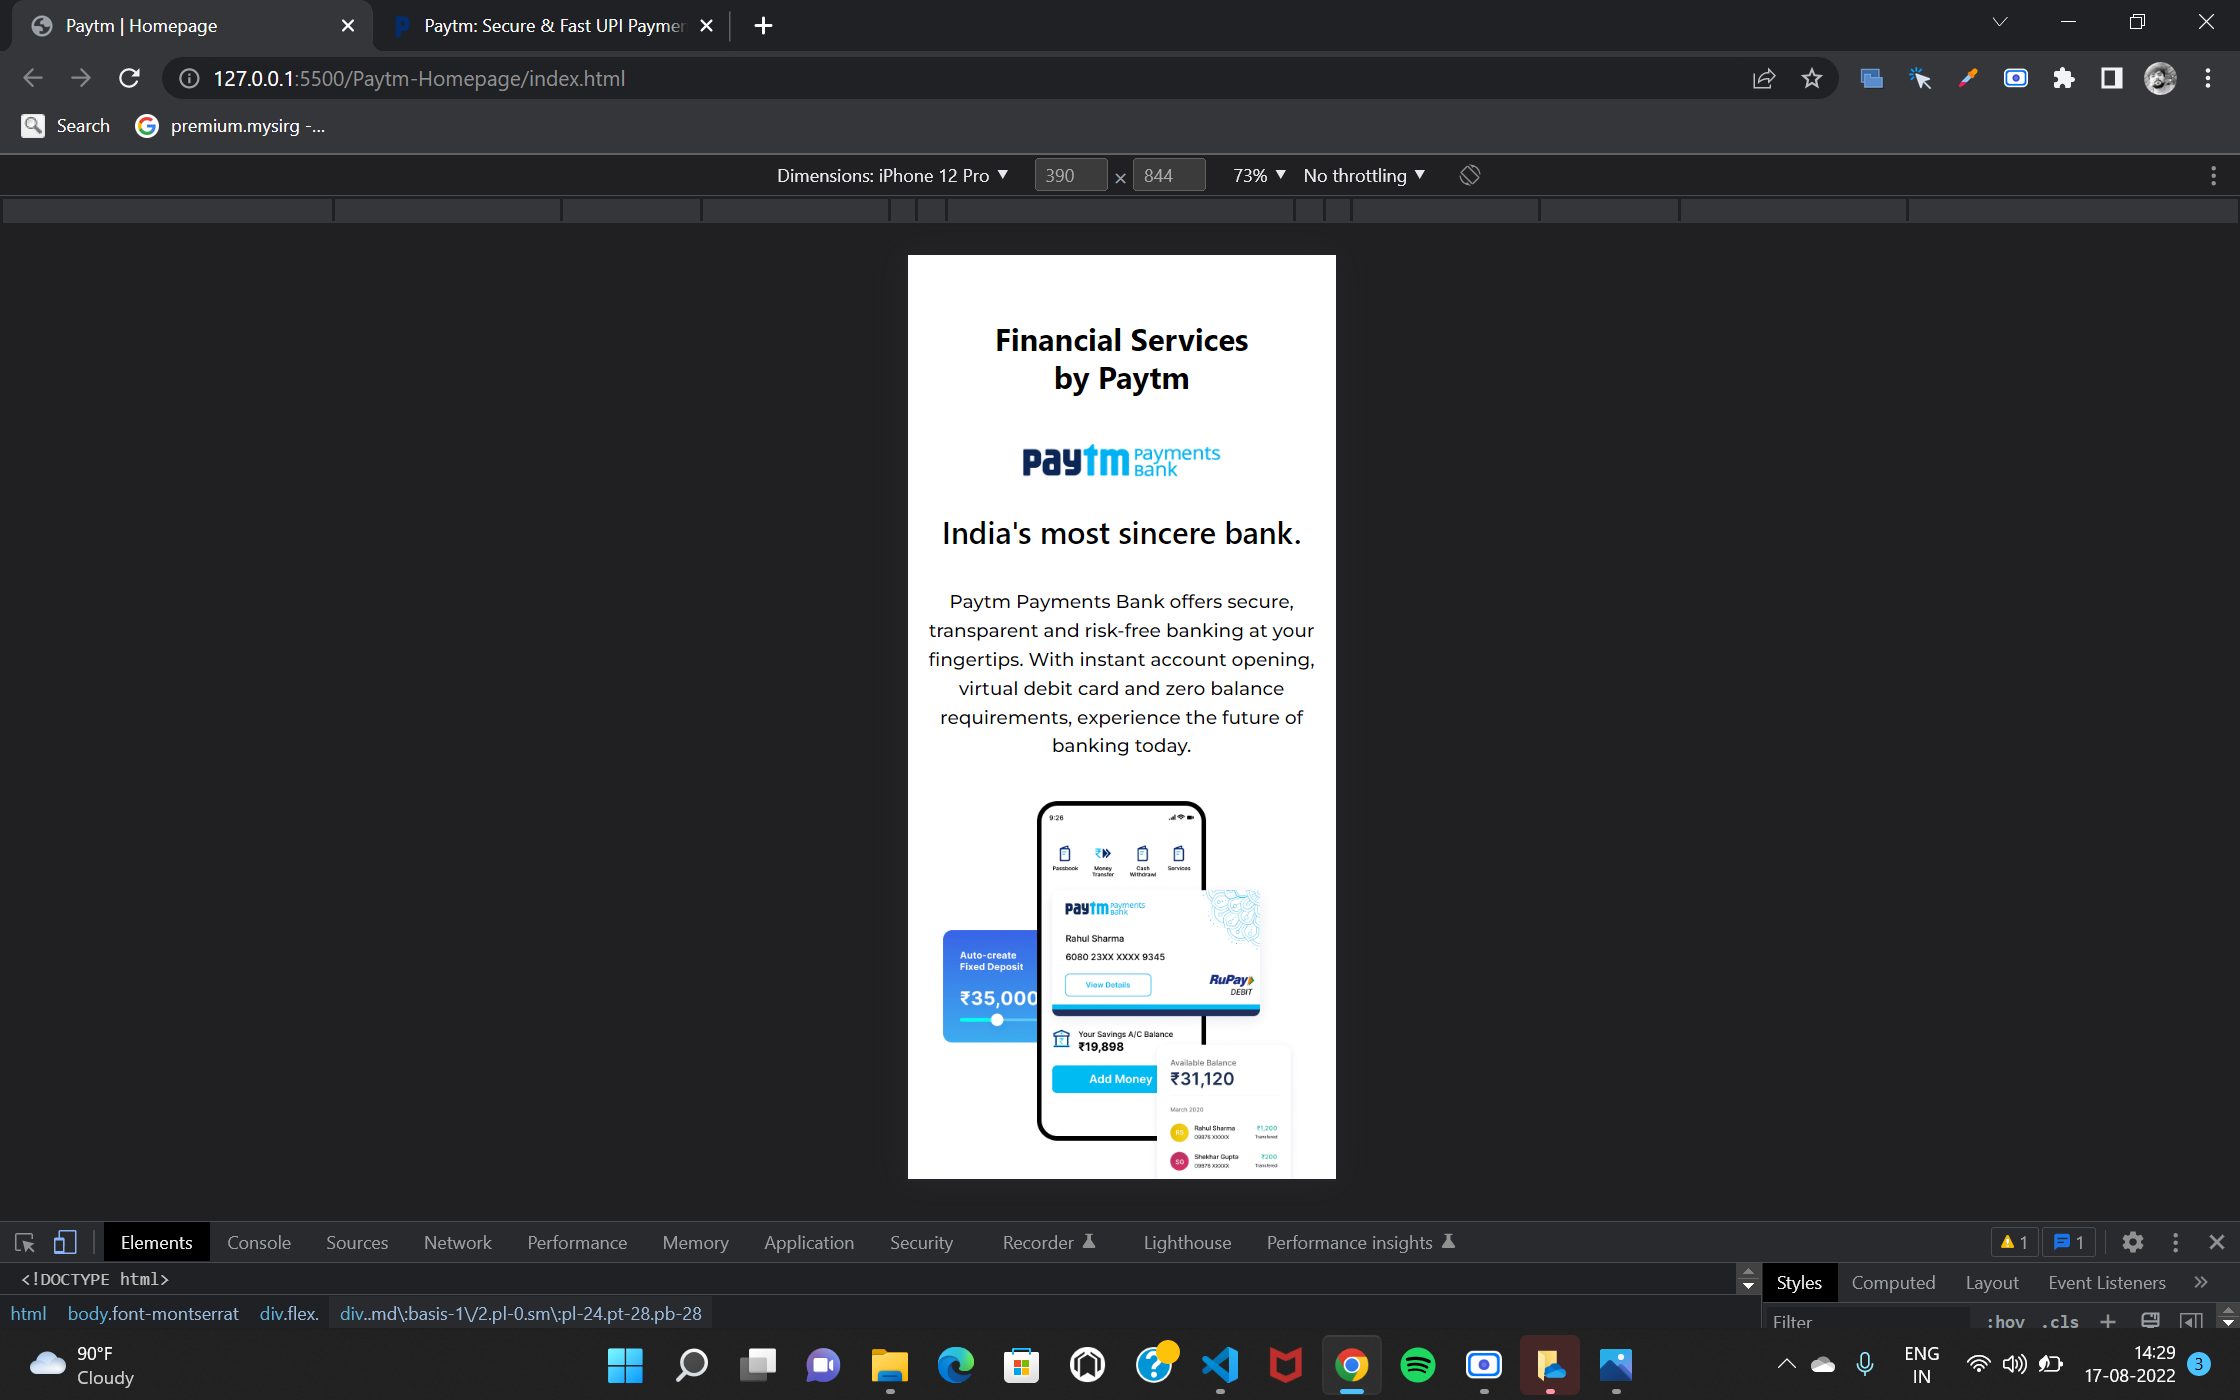 Paytm | Homepage
Paytm: Secure & Fast UPI Paymen
127.0.0.1:5500/Paytm-Homepage/index.html
Search
premium.mysirg -...
Dimensions: iPhone 12 Pro
390 × 844
73%
No throttling
Financial Services
by Paytm
paytm Payments Bank
India's most sincere bank.
Paytm Payments Bank offers secure,
transparent and risk-free banking at your
fingertips. With instant account opening,
virtual debit card and zero balance
requirements, experience the future of
banking today.
9:26
Passbook
Money Transfer
Cash Withdrawl
Services
paytm Payments Bank
Rahul Sharma
6080 23XX XXXX 9345
View Details
RuPay
DEBIT
Auto-create
Fixed Deposit
₹35,000
Your Savings A/C Balance
₹19,898
Add Money
Available Balance
₹31,120
March 2020
RS Rahul Sharma ₹1,200
09876 XXXXX Transferred
SG Shekhar Gupta ₹200
09876 XXXXX Transferred
Elements Console Sources Network Performance Memory Application Security Recorder Lighthouse Performance insights 1 1
<!DOCTYPE html>
Styles Computed Layout Event Listeners
html body.font-montserrat div.flex. div..md\:basis-1\/2.pl-0.sm\:pl-24.pt-28.pb-28
Filter :hov .cls
90°F
Cloudy
ENG
IN
14:29
17-08-2022
3